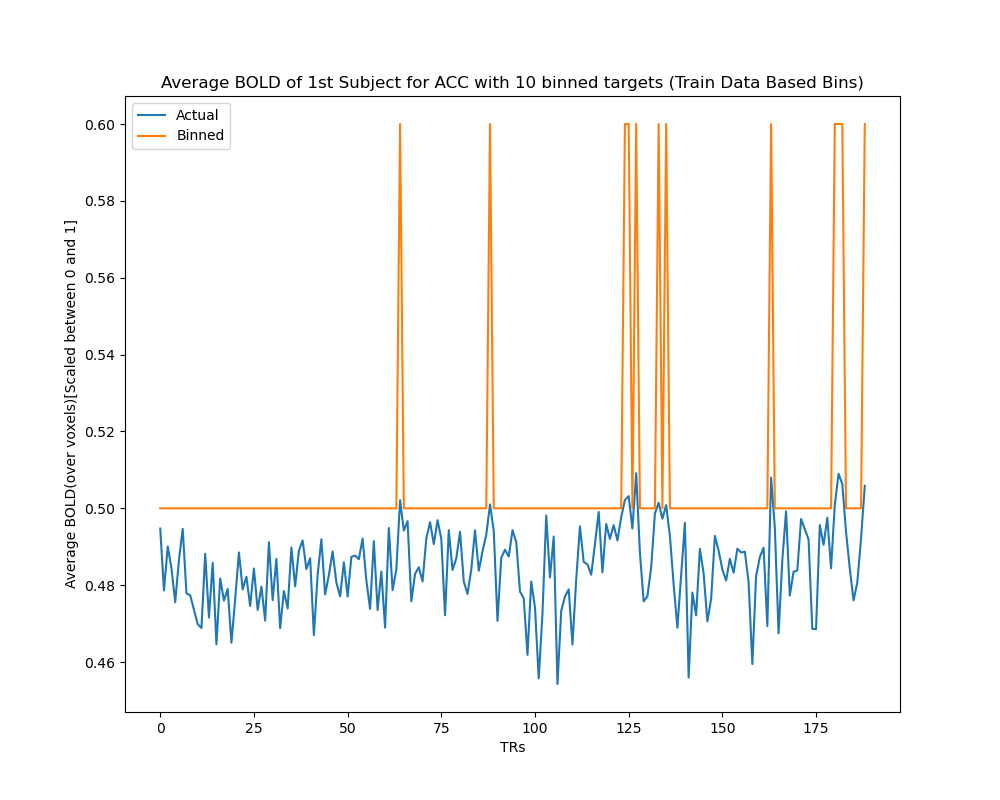 Average BOLD of 1st Subject for ACC with 10 binned targets (Train Data Based Bins)
Actual
Binned
Average BOLD(over voxels)[Scaled between 0 and 1]
0.60
0.58
0.56
0.54
0.52
0.50
0.48
0.46
0 25 50 75 100 125 150 175
TRs